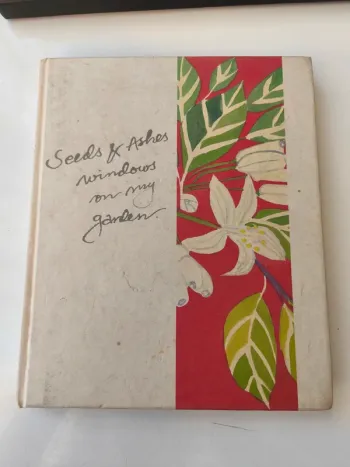 Seeds & Ashes
windows
on my
garden.